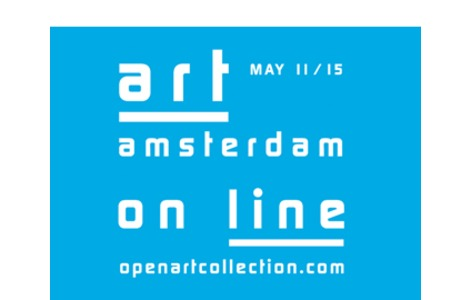 art MAY 11/15
amsterdam
on line
openartcollection.com